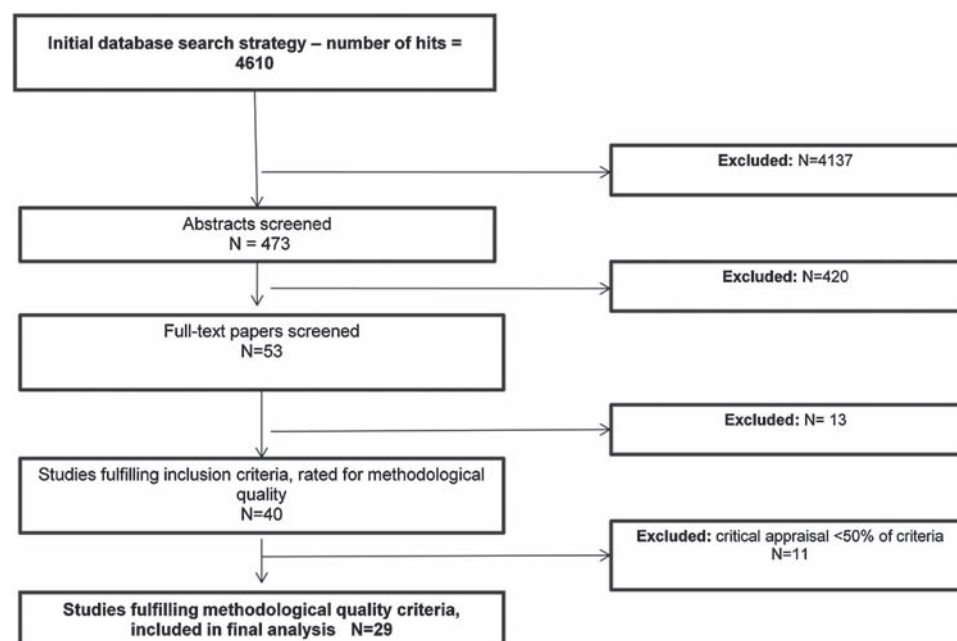 Initial database search strategy – number of hits =
4610
Excluded: N=4137
Abstracts screened
N = 473
Excluded: N=420
Full-text papers screened
N=53
Excluded: N= 13
Studies fulfilling inclusion criteria, rated for methodological
quality
N=40
Excluded: critical appraisal <50% of criteria
N=11
Studies fulfilling methodological quality criteria,
included in final analysis N=29